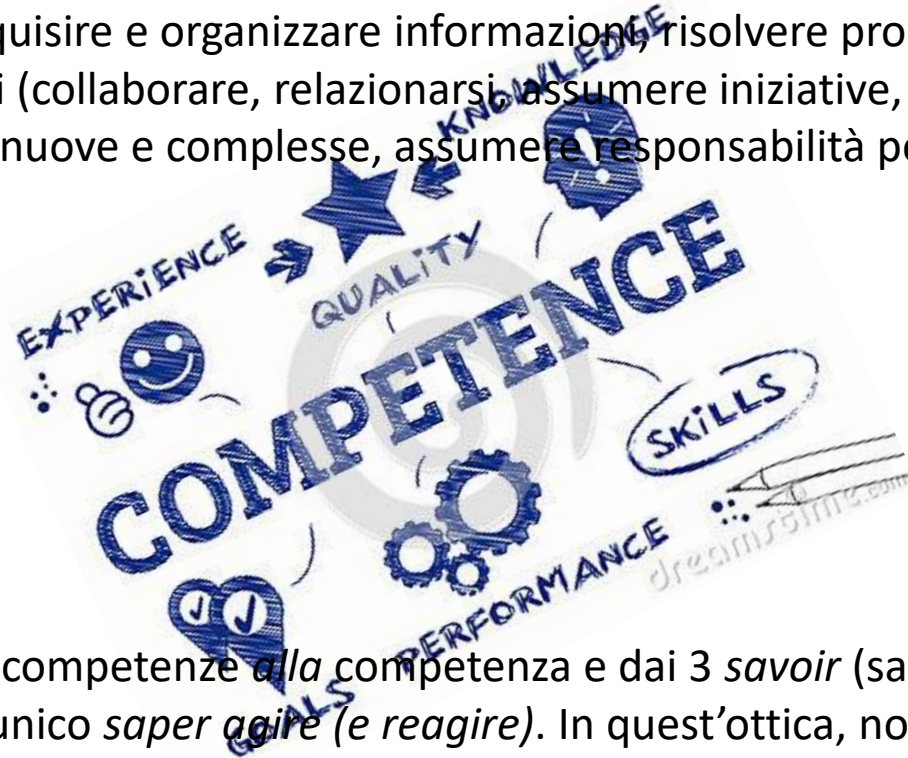 quisire e organizzare informazioni, risolvere pro
i (collaborare, relazionarsi, assumere iniziative,
nuove e complesse, assumere responsabilità pe
KNOWLEDGE
EXPERiENCE
QUALiTY
COMPETENCE
SKiLLS
PERFORMANCE
dreamstime.com
GOALS
competenze alla competenza e dai 3 savoir (sa
unico saper agire (e reagire). In quest’ottica, no